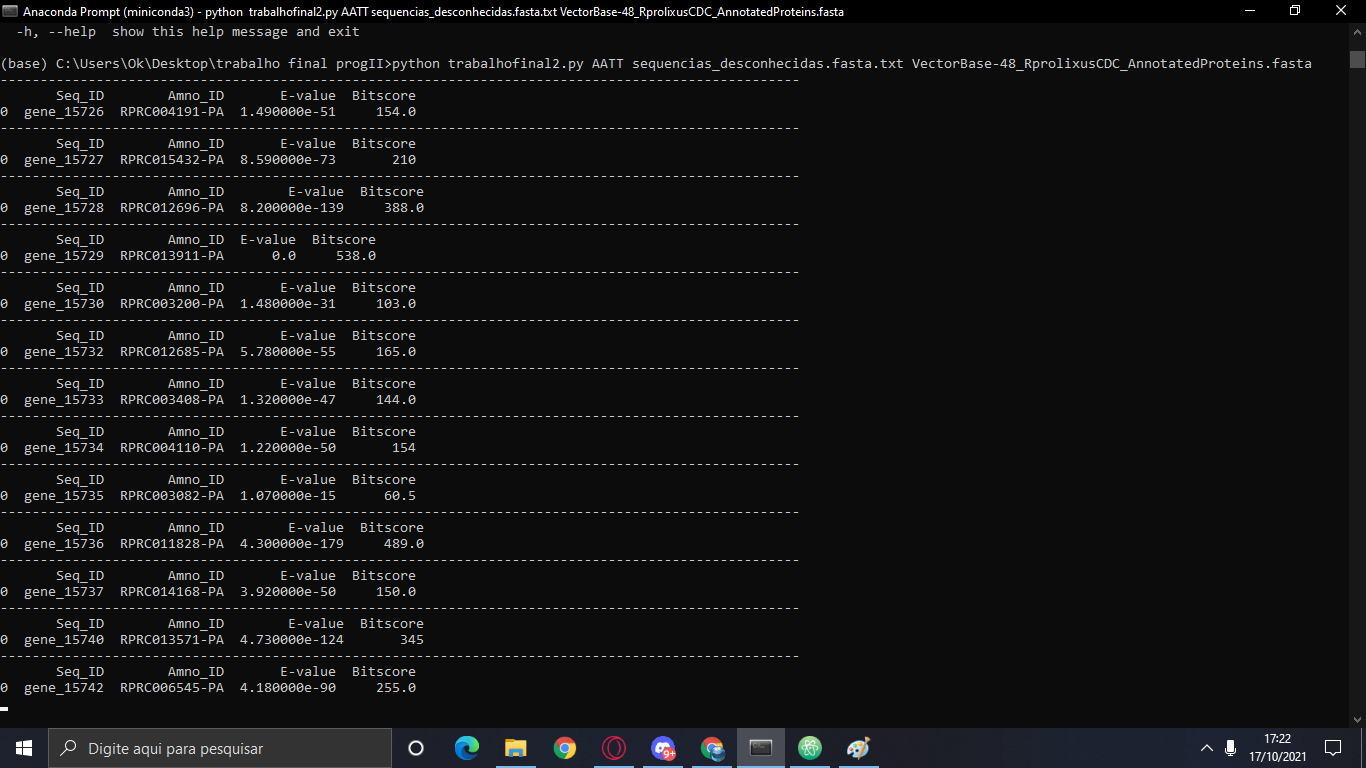 Anaconda Prompt (miniconda3) - python  trabalhofinal2.py AATT sequencias_desconhecidas.fasta.txt VectorBase-48_RprolixusCDC_AnnotatedProteins.fasta
  -h, --help  show this help message and exit
(base) C:\Users\Ok\Desktop\trabalho final progII>python trabalhofinal2.py AATT sequencias_desconhecidas.fasta.txt VectorBase-48_RprolixusCDC_AnnotatedProteins.fasta
----------------------------------------------------------------------------------------------------
       Seq_ID        Amno_ID       E-value  Bitscore
0  gene_15726  RPRC004191-PA  1.490000e-51     154.0
----------------------------------------------------------------------------------------------------
       Seq_ID        Amno_ID       E-value  Bitscore
0  gene_15727  RPRC015432-PA  8.590000e-73       210
----------------------------------------------------------------------------------------------------
       Seq_ID        Amno_ID        E-value  Bitscore
0  gene_15728  RPRC012696-PA  8.200000e-139     388.0
----------------------------------------------------------------------------------------------------
       Seq_ID        Amno_ID  E-value  Bitscore
0  gene_15729  RPRC013911-PA      0.0     538.0
----------------------------------------------------------------------------------------------------
       Seq_ID        Amno_ID       E-value  Bitscore
0  gene_15730  RPRC003200-PA  1.480000e-31     103.0
----------------------------------------------------------------------------------------------------
       Seq_ID        Amno_ID       E-value  Bitscore
0  gene_15732  RPRC012685-PA  5.780000e-55     165.0
----------------------------------------------------------------------------------------------------
       Seq_ID        Amno_ID       E-value  Bitscore
0  gene_15733  RPRC003408-PA  1.320000e-47     144.0
----------------------------------------------------------------------------------------------------
       Seq_ID        Amno_ID       E-value  Bitscore
0  gene_15734  RPRC004110-PA  1.220000e-50       154
----------------------------------------------------------------------------------------------------
       Seq_ID        Amno_ID       E-value  Bitscore
0  gene_15735  RPRC003082-PA  1.070000e-15      60.5
----------------------------------------------------------------------------------------------------
       Seq_ID        Amno_ID        E-value  Bitscore
0  gene_15736  RPRC011828-PA  4.300000e-179     489.0
----------------------------------------------------------------------------------------------------
       Seq_ID        Amno_ID       E-value  Bitscore
0  gene_15737  RPRC014168-PA  3.920000e-50     150.0
----------------------------------------------------------------------------------------------------
       Seq_ID        Amno_ID        E-value  Bitscore
0  gene_15740  RPRC013571-PA  4.730000e-124       345
----------------------------------------------------------------------------------------------------
       Seq_ID        Amno_ID       E-value  Bitscore
0  gene_15742  RPRC006545-PA  4.180000e-90     255.0
Digite aqui para pesquisar
9+
17:22
17/10/2021